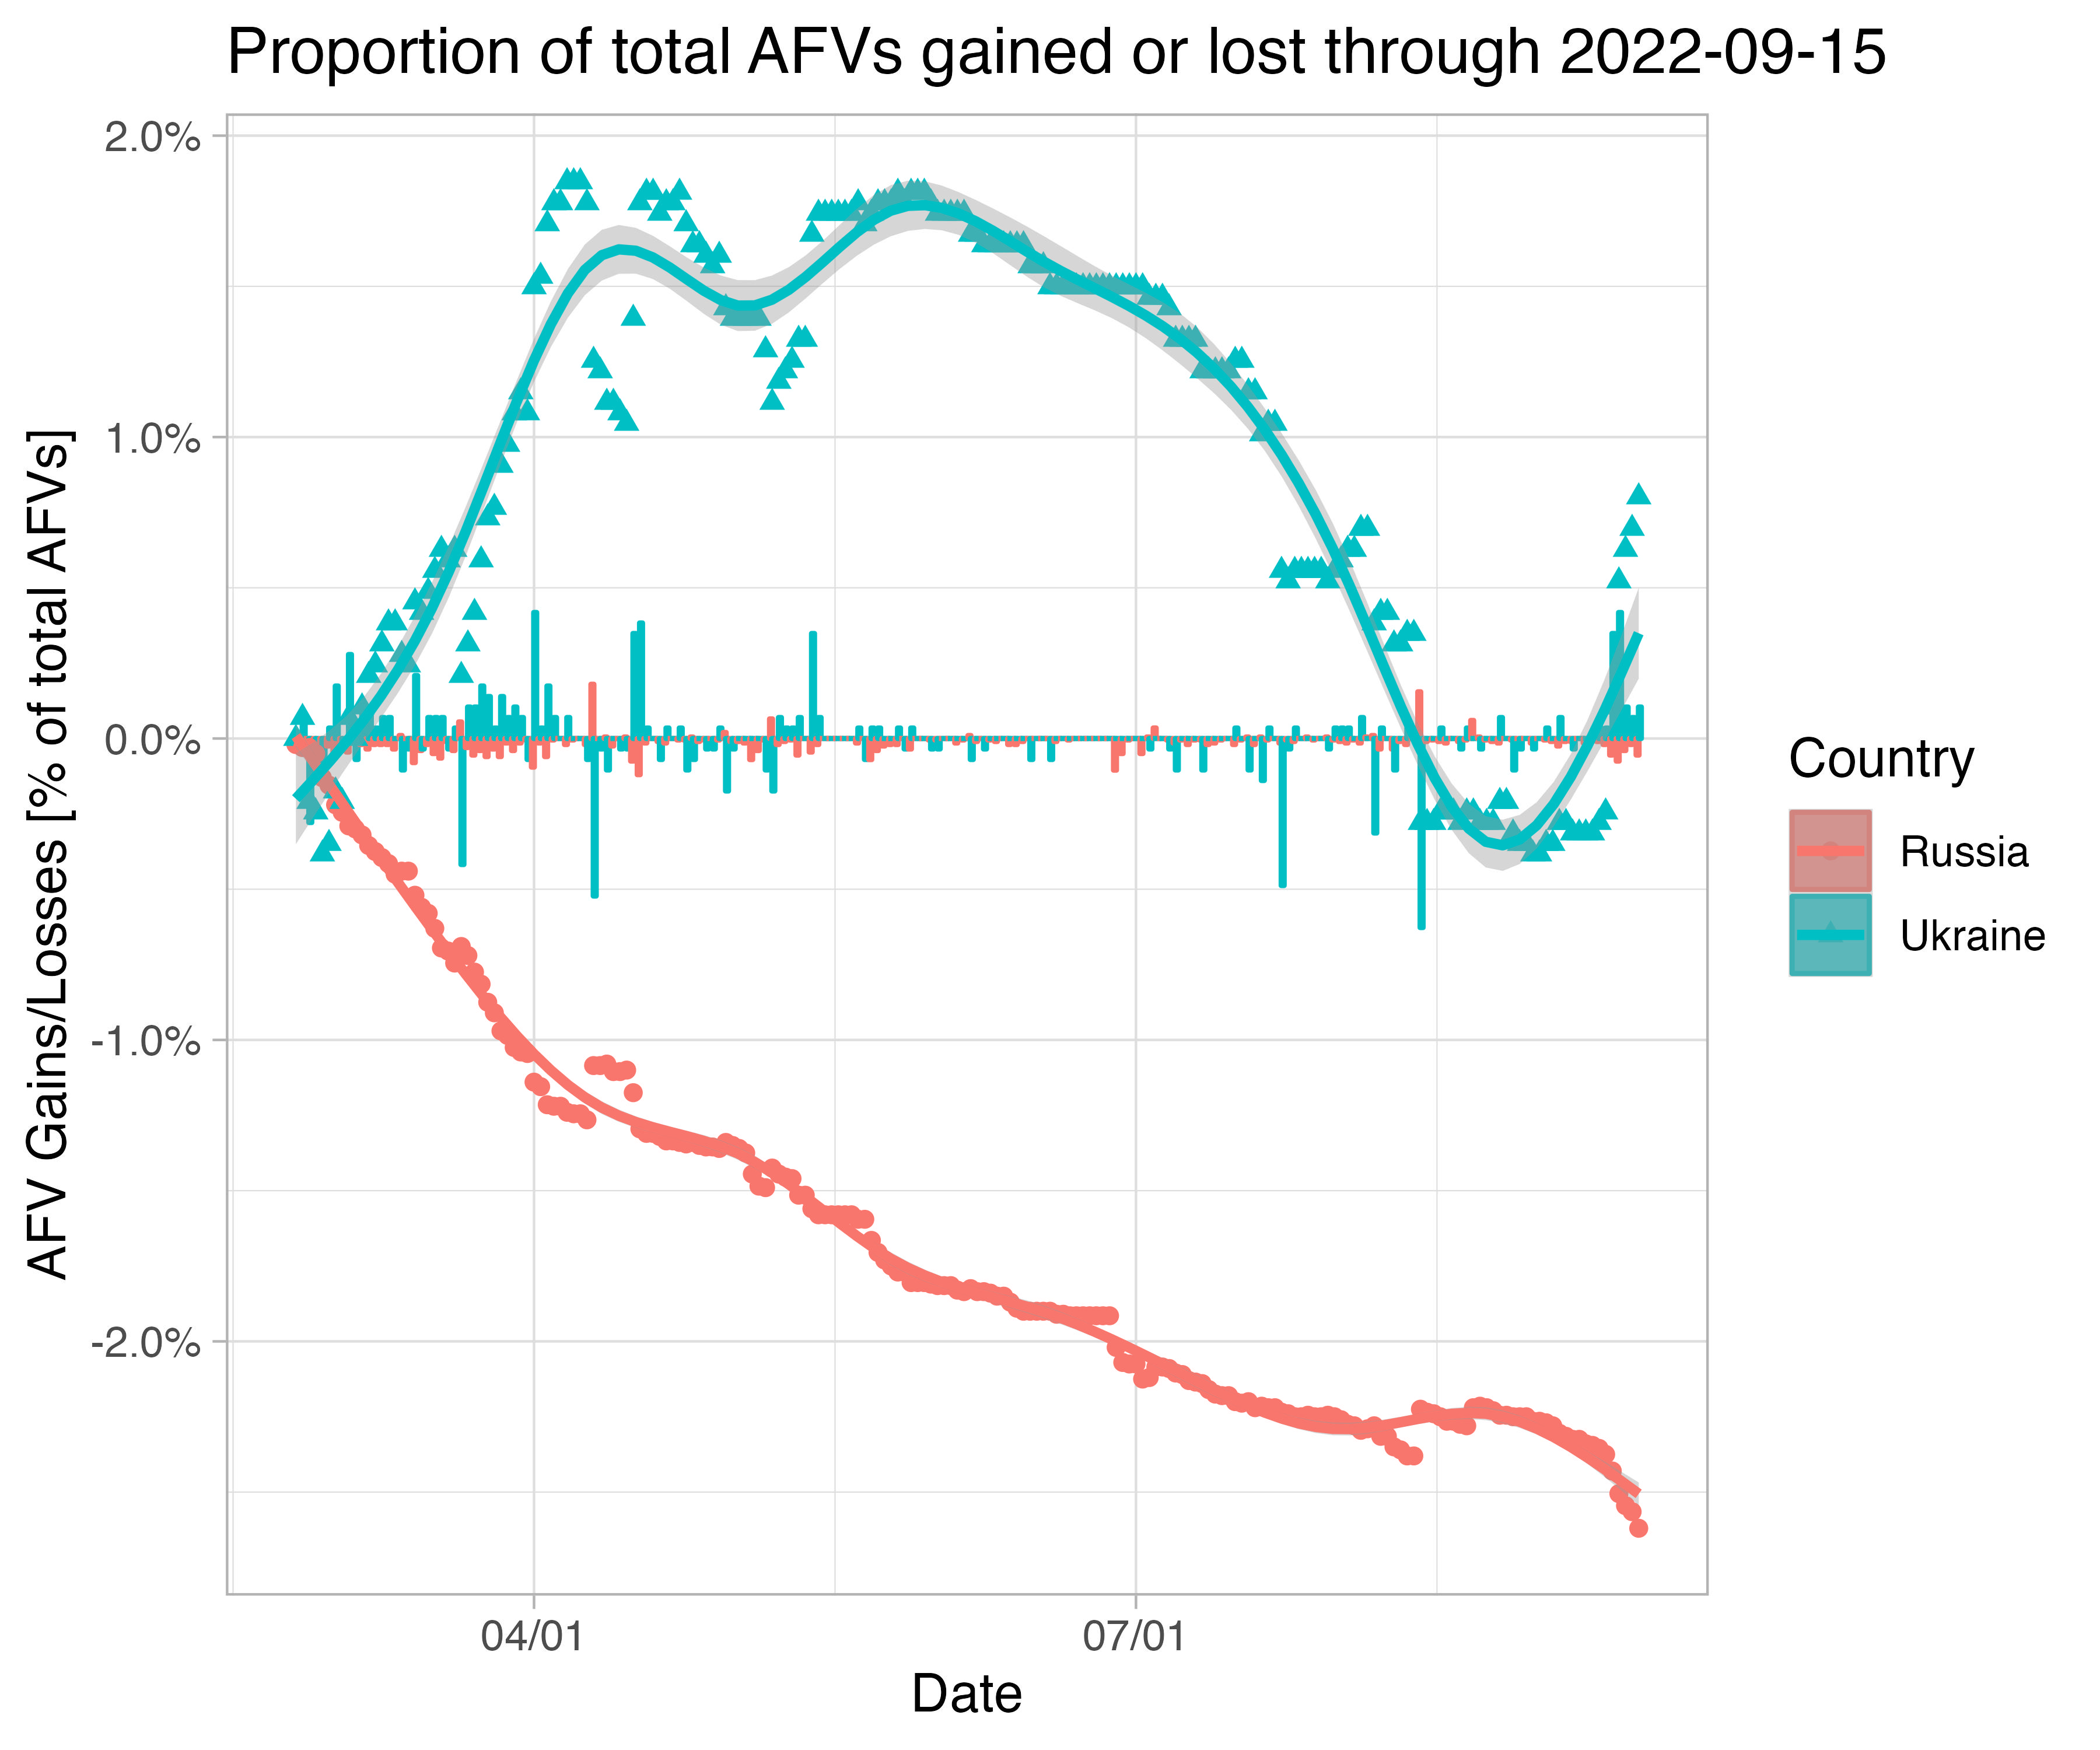 Proportion of total AFVs gained or lost through 2022-09-15
AFV Gains/Losses [% of total AFVs]
2.0%
1.0%
0.0%
-1.0%
-2.0%
04/01
07/01
Date
Country
Russia
Ukraine